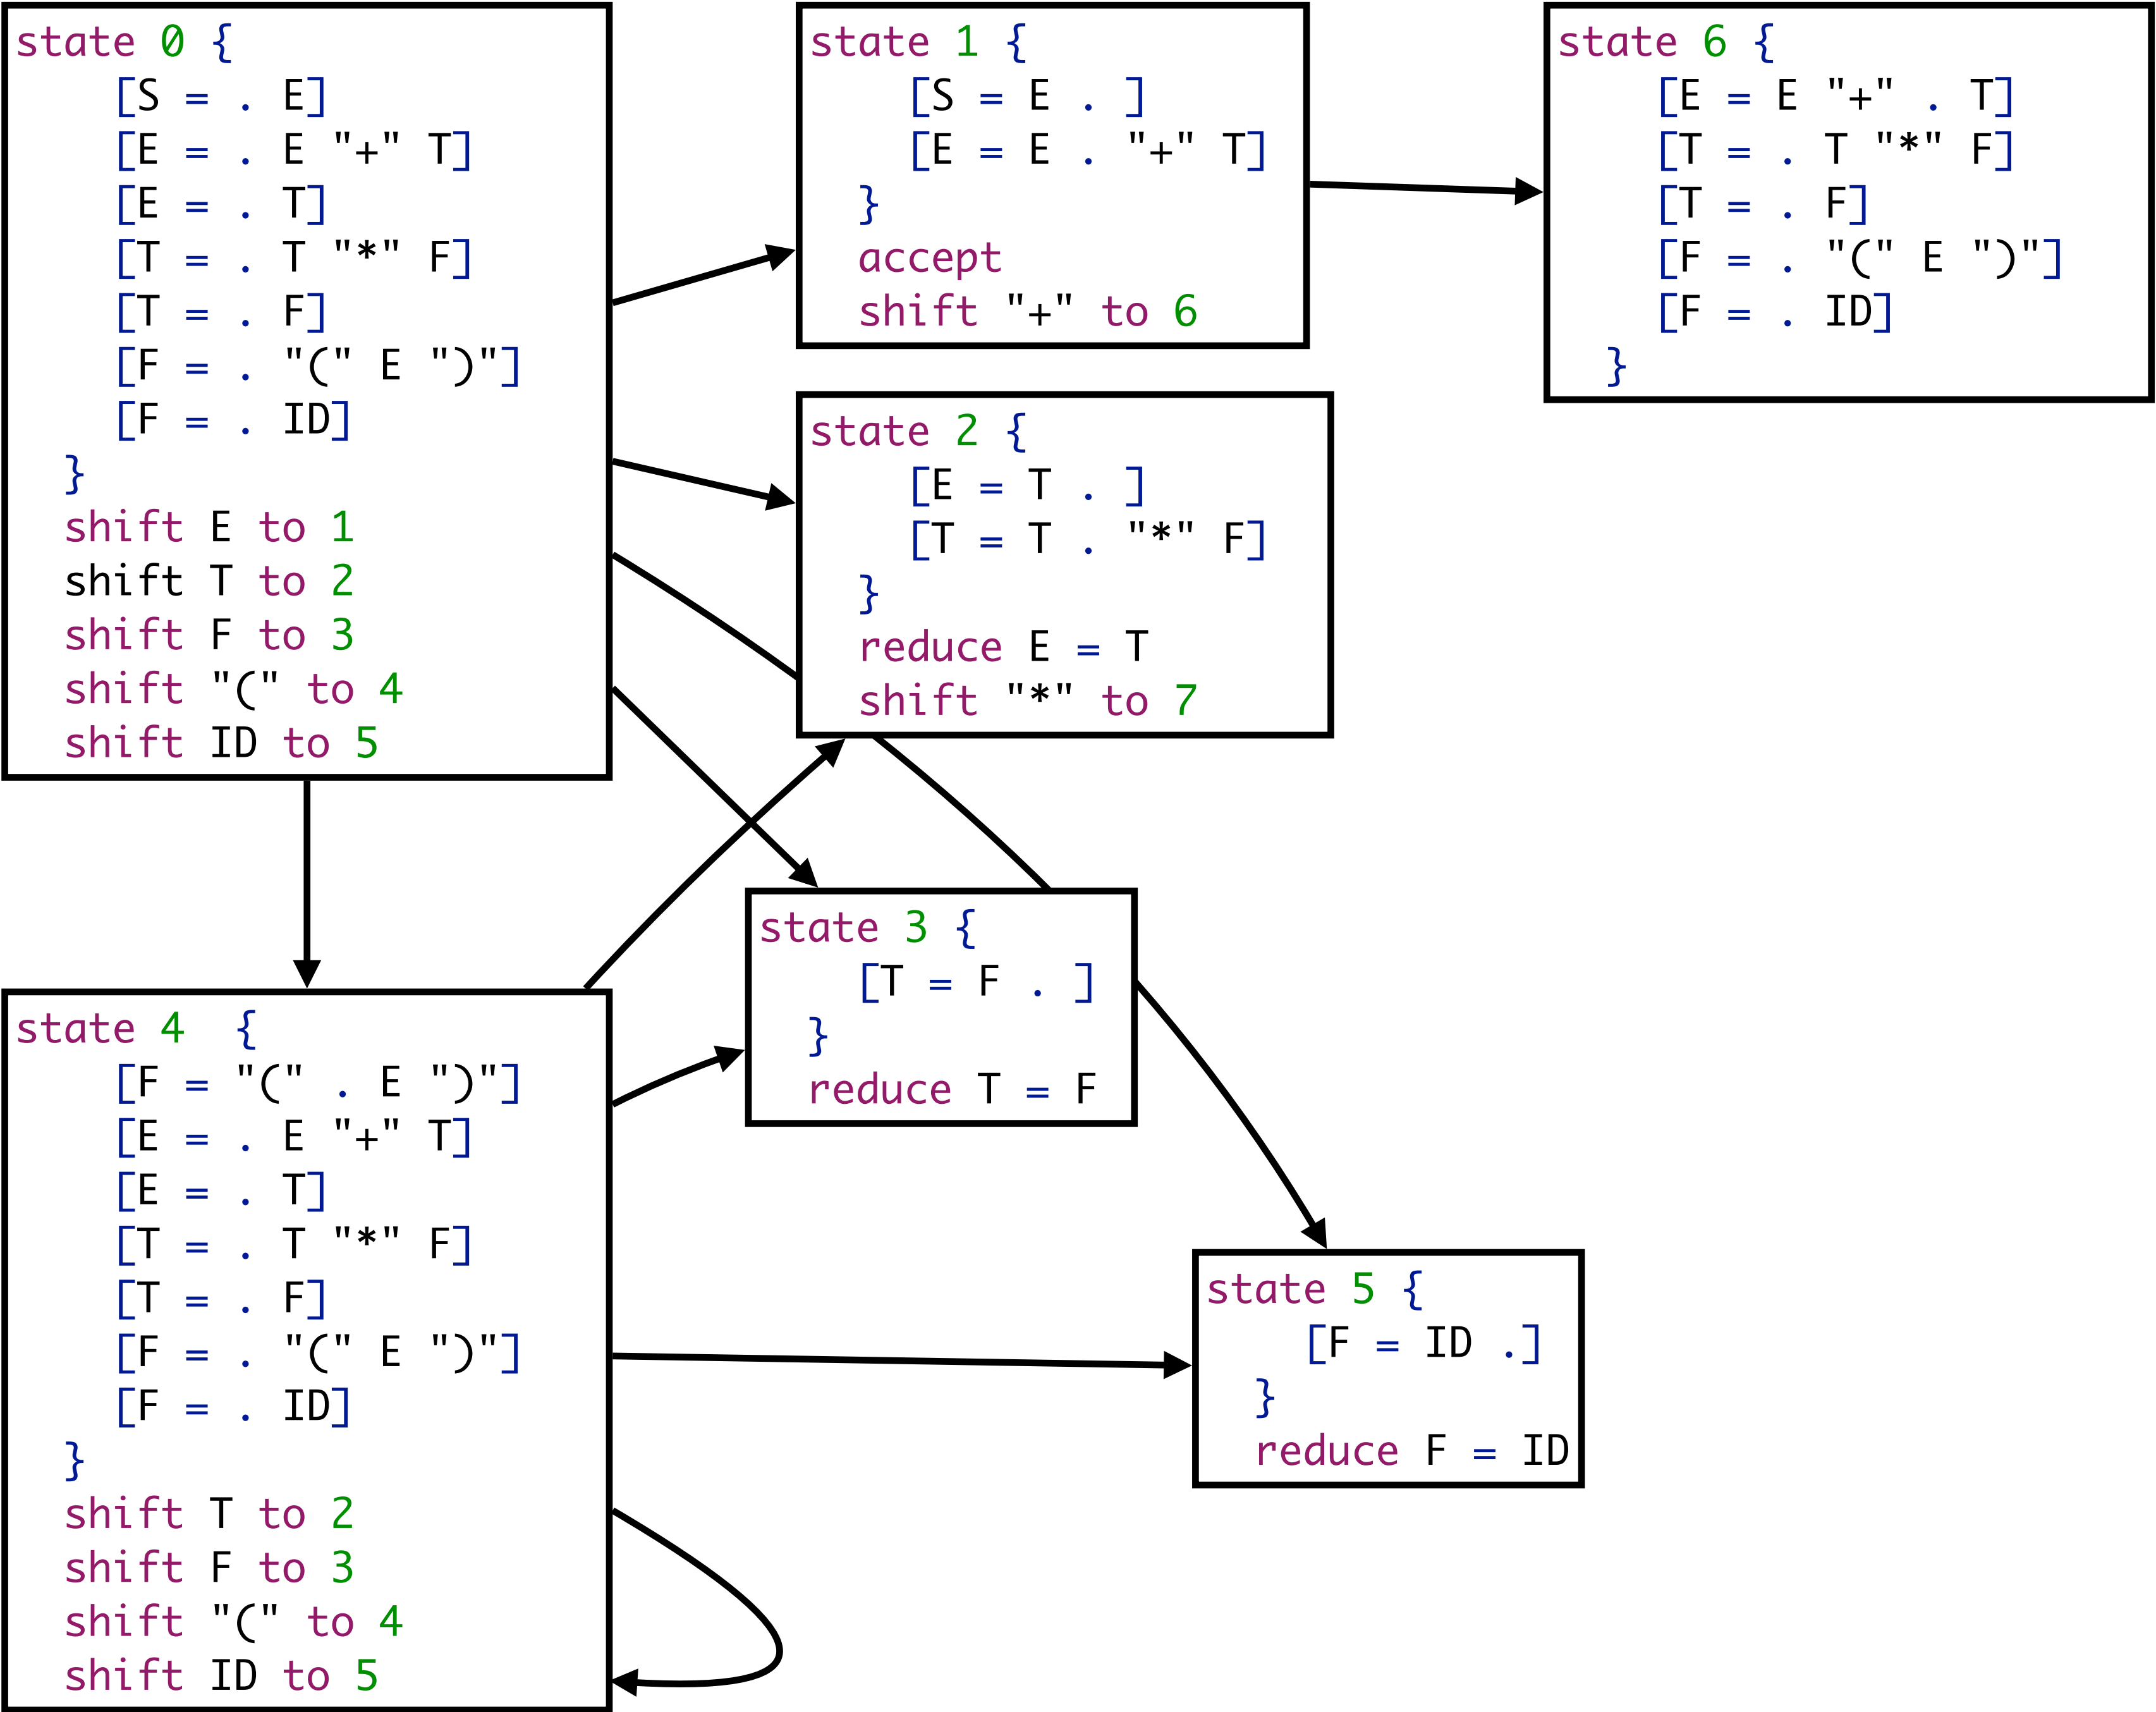 state 0 {
[S = . E]
[E = . E "+" T]
[E = . T]
[T = . T "*" F]
[T = . F]
[F = . "(" E ")"]
[F = . ID]
}
shift E to 1
shift T to 2
shift F to 3
shift "(" to 4
shift ID to 5
state 1 {
[S = E . ]
[E = E . "+" T]
}
accept
shift "+" to 6
state 6 {
[E = E "+" . T]
[T = . T "*" F]
[T = . F]
[F = . "(" E ")"]
[F = . ID]
}
state 2 {
[E = T . ]
[T = T . "*" F]
}
reduce E = T
shift "*" to 7
state 3 {
[T = F . ]
}
reduce T = F
state 4 {
[F = "(" . E ")"]
[E = . E "+" T]
[E = . T]
[T = . T "*" F]
[T = . F]
[F = . "(" E ")"]
[F = . ID]
}
shift T to 2
shift F to 3
shift "(" to 4
shift ID to 5
state 5 {
[F = ID .]
}
reduce F = ID